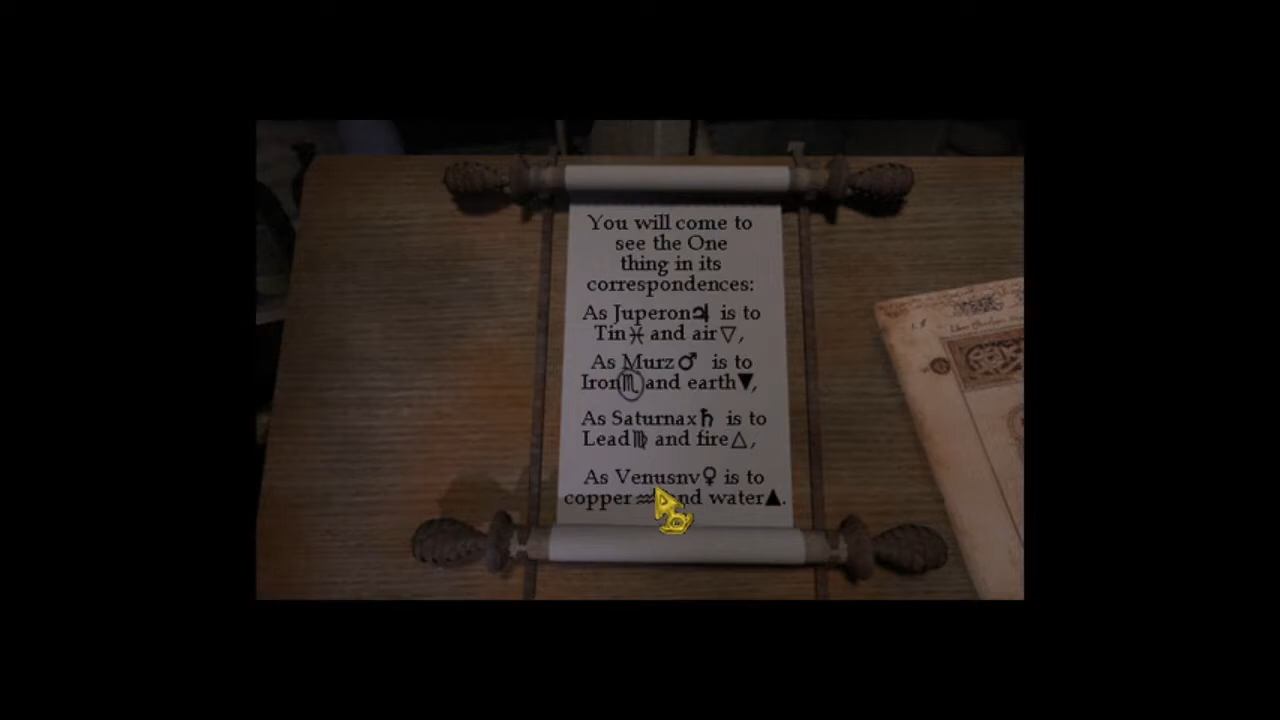 You will come to
see the One
thing in its
correspondences:
As Juperon♃ is to
Tin♓ and air▽,
As Murz♂ is to
Iron♏and earth▼,
As Saturnax♄ is to
Lead♍ and fire△,
As Venusnv♀ is to
copper♒ and water▲.